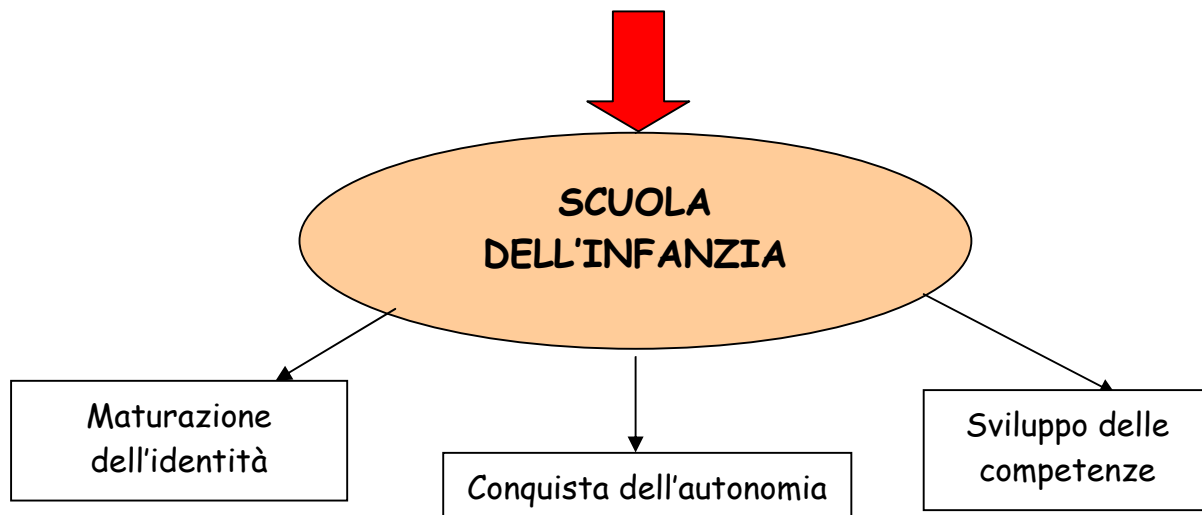 SCUOLA
DELL'INFANZIA
Maturazione
dell'identità
Conquista dell'autonomia
Sviluppo delle
competenze